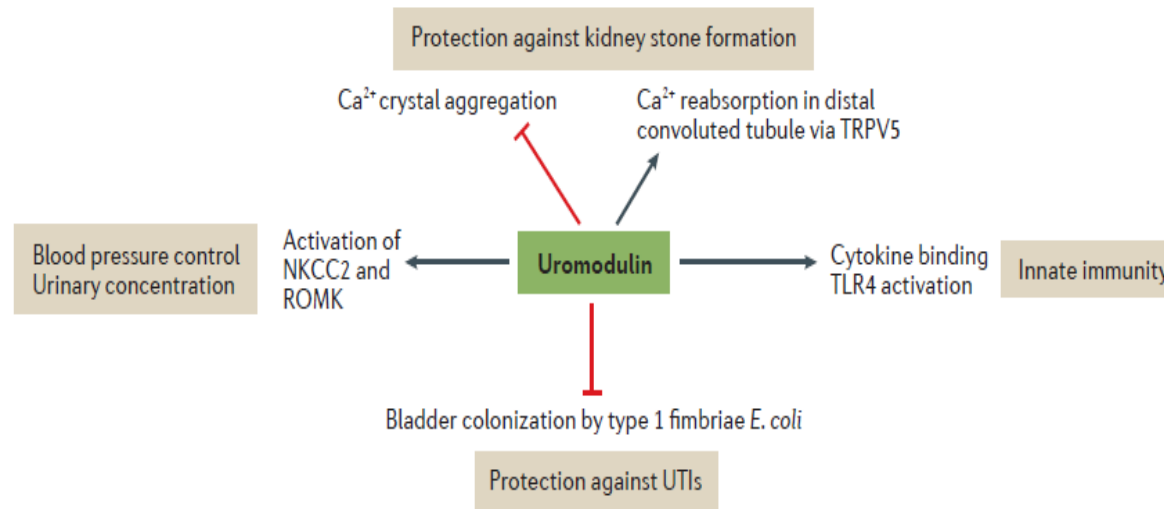 Protection against kidney stone formation
Ca²⁺ crystal aggregation
Ca²⁺ reabsorption in distal
convoluted tubule via TRPV5
Blood pressure control
Urinary concentration
Activation of
NKCC2 and
ROMK
Uromodulin
Cytokine binding
TLR4 activation
Innate immunity
Bladder colonization by type 1 fimbriae E. coli
Protection against UTIs